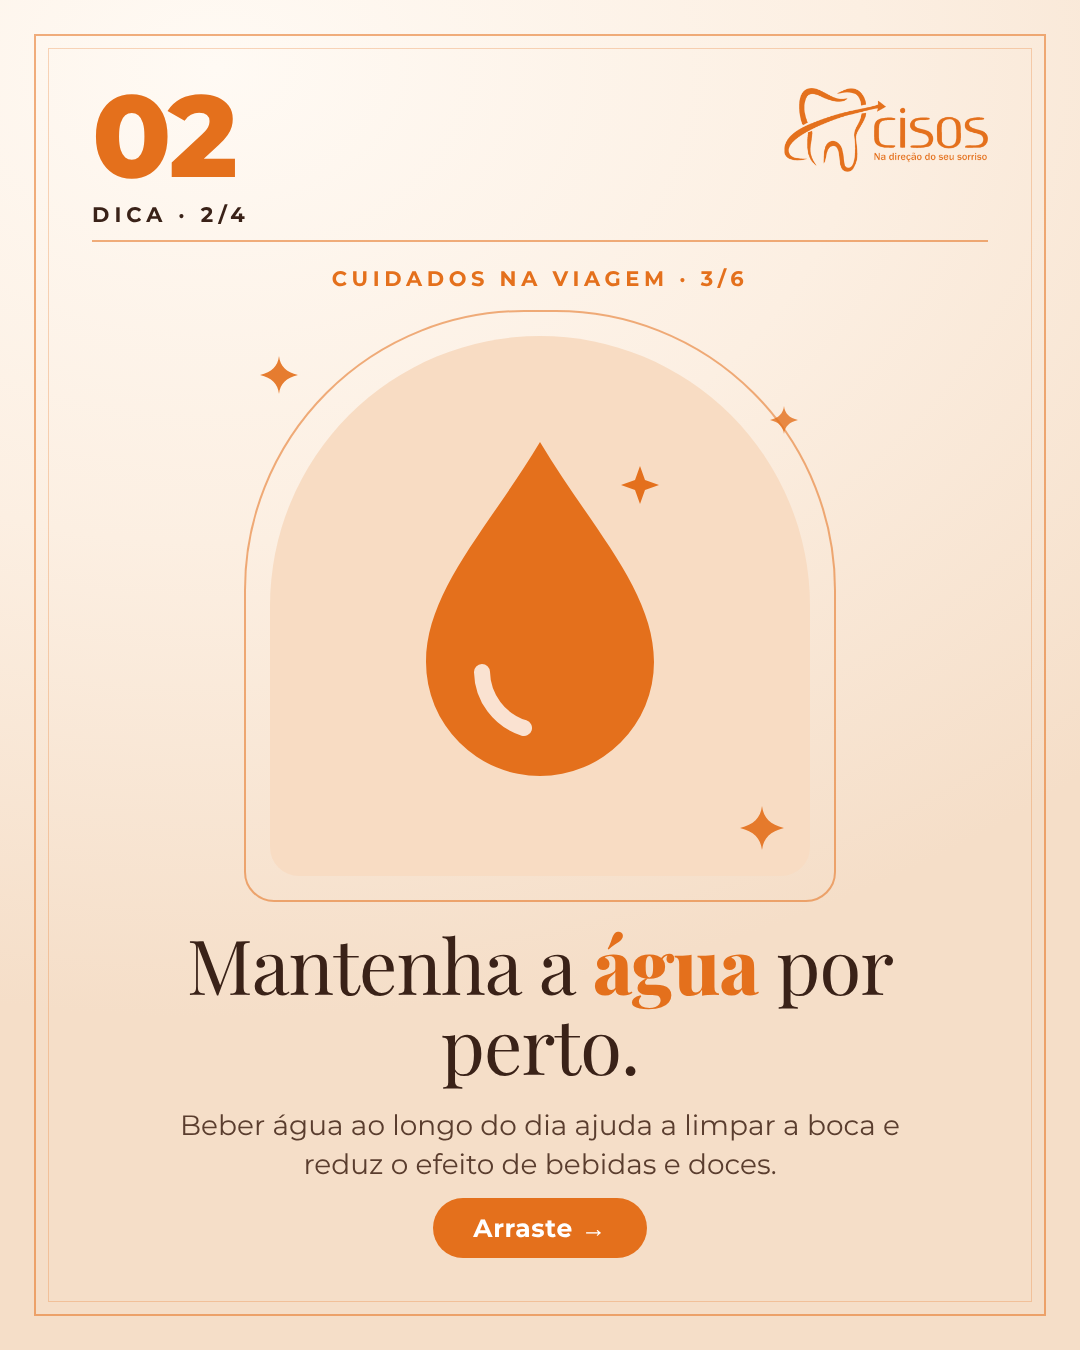 02
cisos
Na direção do seu sorriso
DICA · 2/4
CUIDADOS NA VIAGEM · 3/6
Mantenha a água por
perto.
Beber água ao longo do dia ajuda a limpar a boca e
reduz o efeito de bebidas e doces.
Arraste →